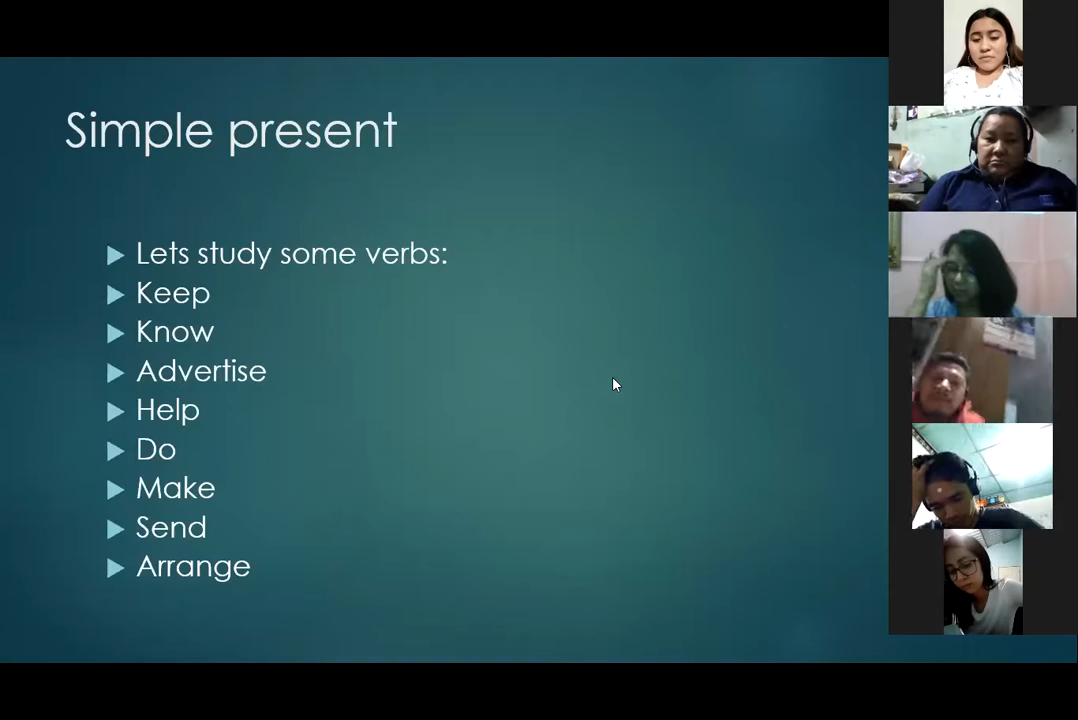 Simple present
Lets study some verbs:
Keep
Know
Advertise
Help
Do
Make
Send
Arrange